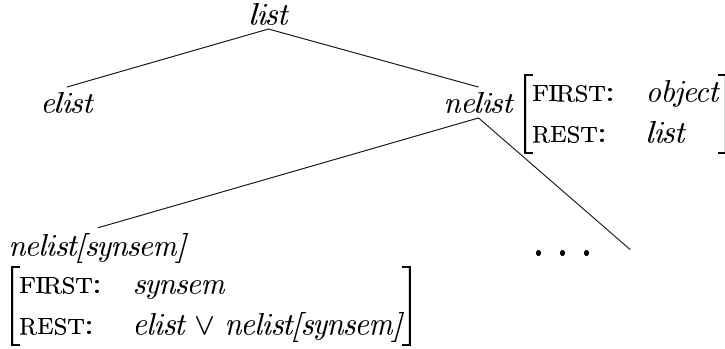 list
elist
nelist
FIRST: object
REST: list
nelist[synsem]
FIRST: synsem
REST: elist ∨ nelist[synsem]
. . .